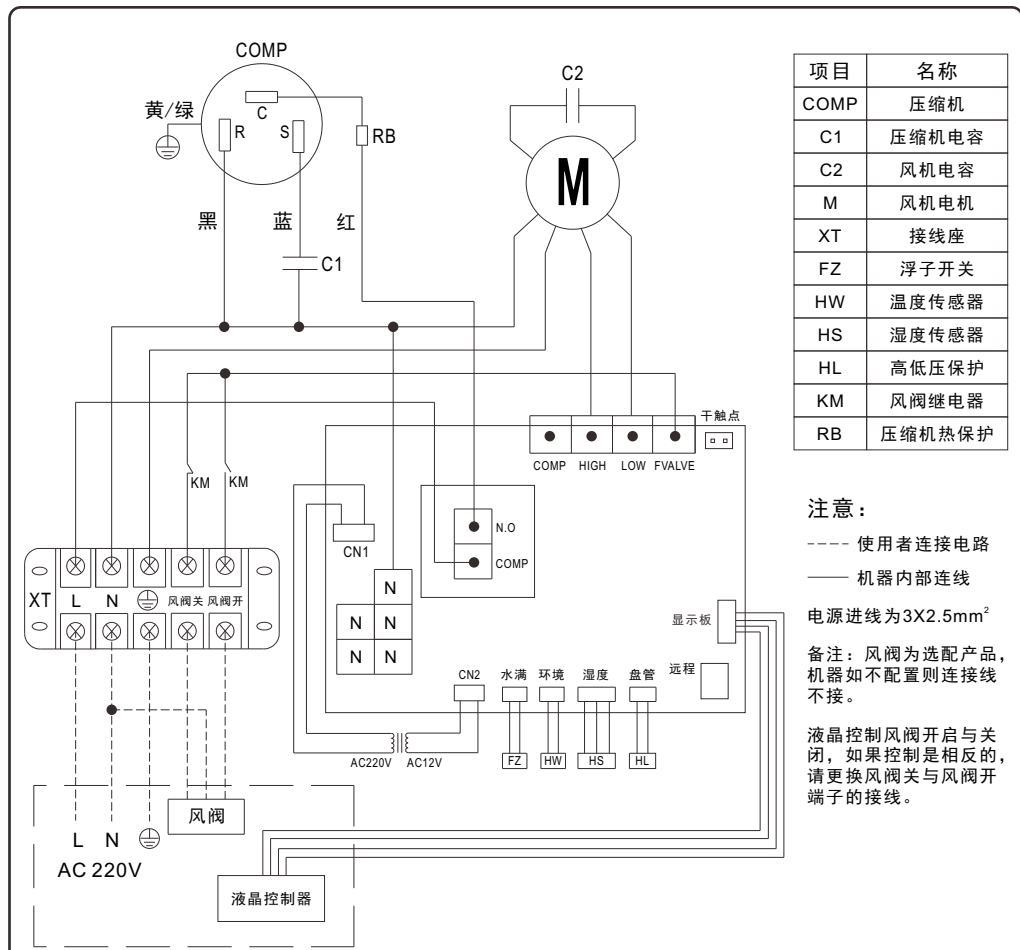 COMP
黄/绿
C
R
S
RB
黑
蓝
红
C1
C2
M
项目 名称
COMP 压缩机
C1 压缩机电容
C2 风机电容
M 风机电机
XT 接线座
FZ 浮子开关
HW 温度传感器
HS 湿度传感器
HL 高低压保护
KM 风阀继电器
RB 压缩机热保护
干触点
COMP HIGH LOW FVALVE
KM KM
CN1
N.O
COMP
XT L N 风阀关 风阀开
N
N N
N N
显示板
远程
CN2 水满 环境 湿度 盘管
AC220V AC12V
FZ HW HS HL
风阀
L N
AC 220V
液晶控制器
注意：
---- 使用者连接电路
—— 机器内部连线
电源进线为3X2.5mm²
备注：风阀为选配产品，
机器如不配置则连接线
不接。
液晶控制风阀开启与关
闭，如果控制是相反的，
请更换风阀关与风阀开
端子的接线。